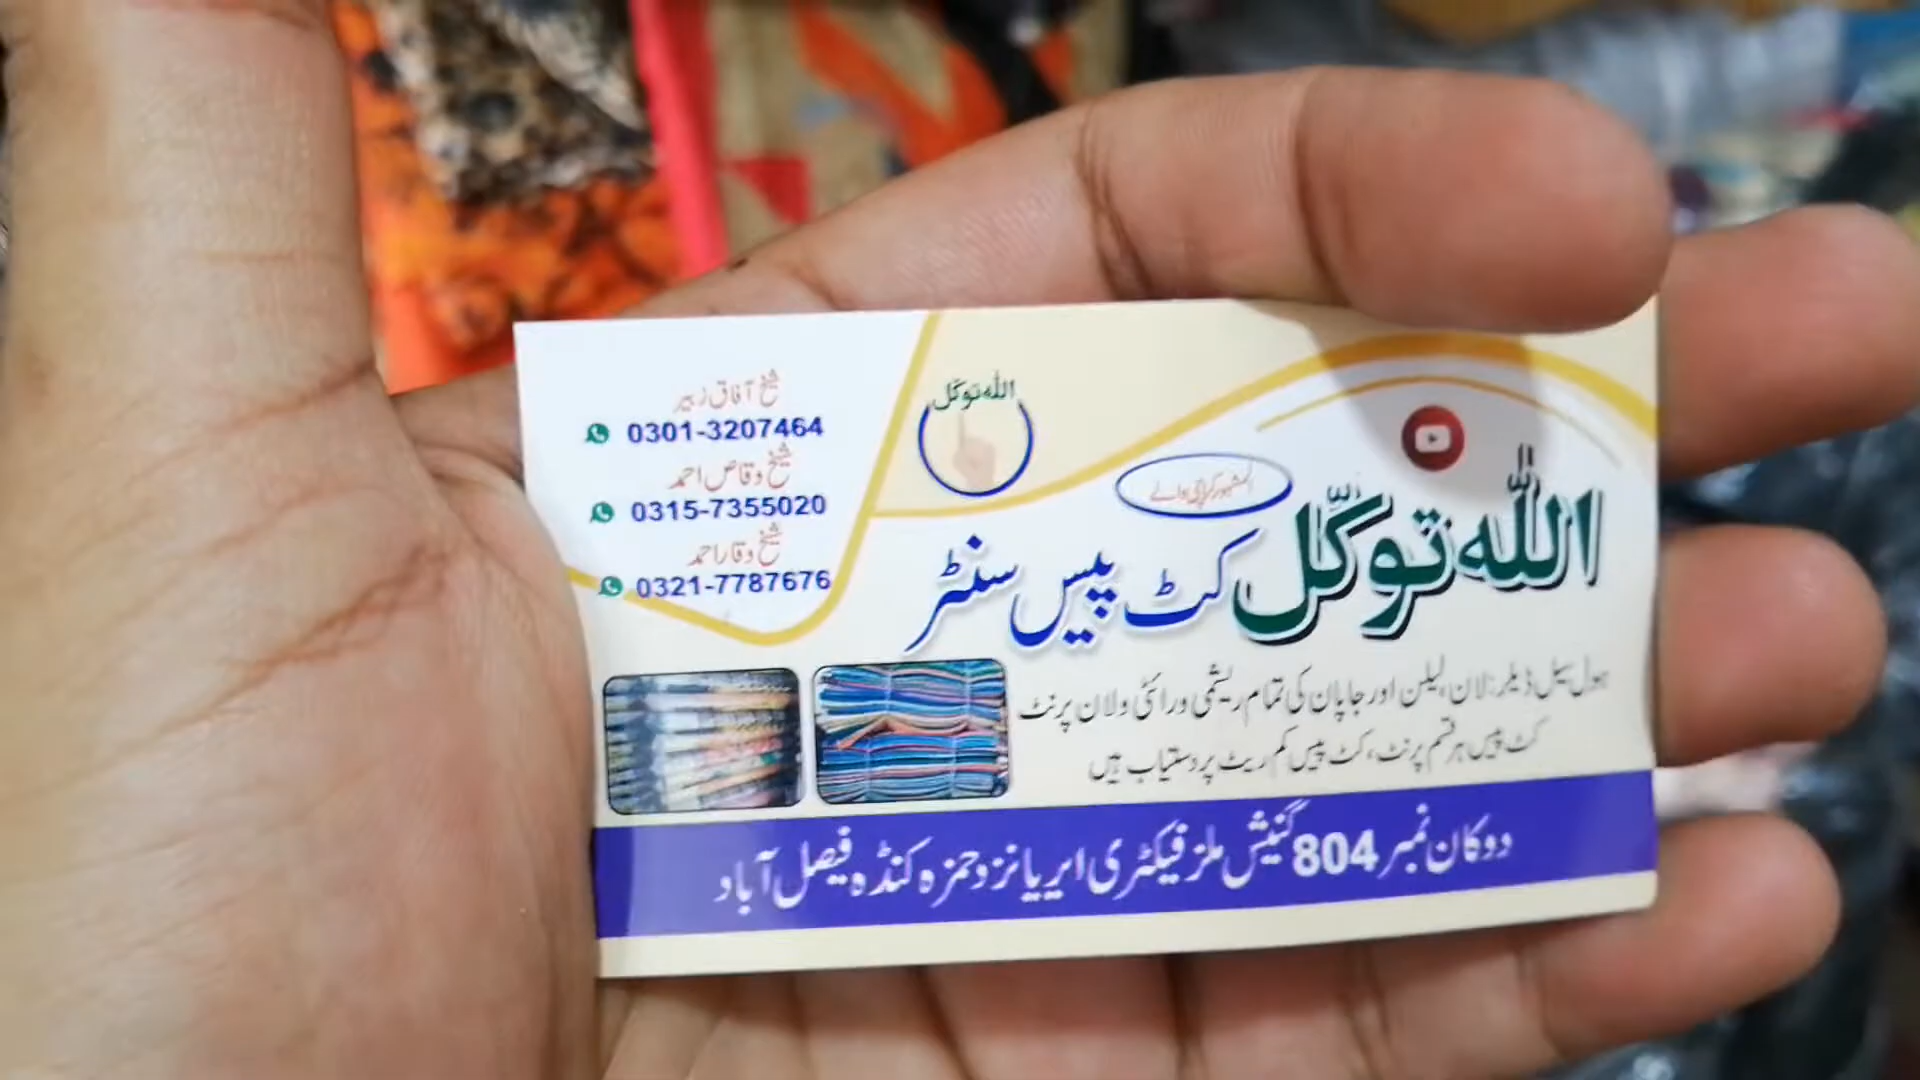 شیخ آفاق زبیر
0301-3207464
شیخ وقاص احمد
0315-7355020
شیخ وقار احمد
0321-7787676
اللہ توکل
المشہور کراچی والے
اللہ توکّل کٹ پیس سنٹر
ہول سیل ڈیلر: لان، لیلن اور جاپان کی تمام ریشمی ورائٹی ولان پرنٹ
کٹ پیس ہر قسم پرنٹ، کٹ پیس کم ریٹ پر دستیاب ہیں
دوکان نمبر 804 گنیش ملز فیکٹری ایریا نزد حمزہ کنڈہ فیصل آباد